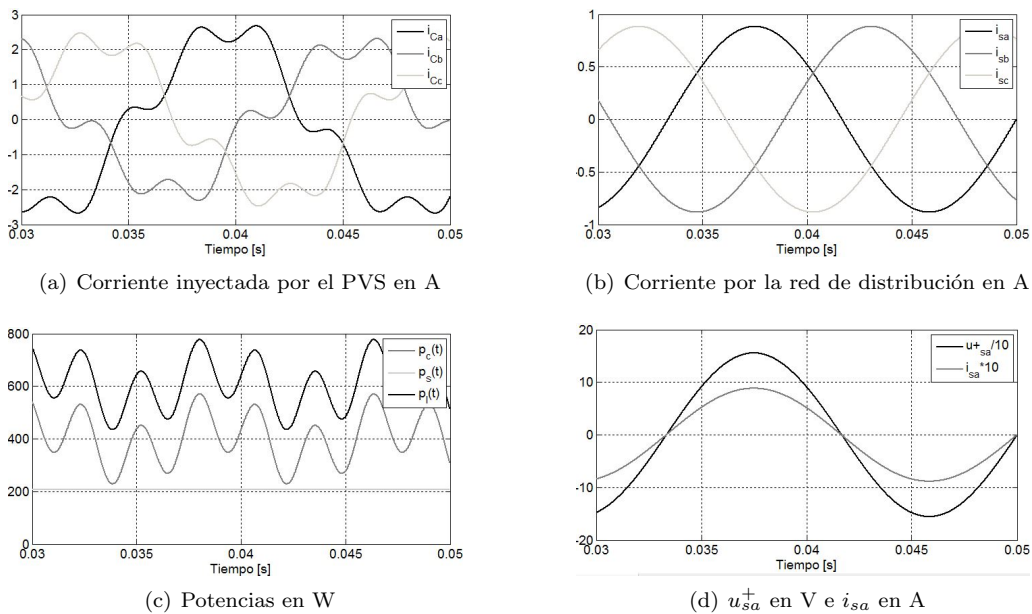 3
2
1
0
-1
-2
-3
0.03
0.035
0.04
0.045
0.05
Tiempo [s]
i_Ca
i_Cb
i_Cc
(a) Corriente inyectada por el PVS en A
1
0.5
0
-0.5
-1
0.03
0.035
0.04
0.045
0.05
Tiempo [s]
i_sa
i_sb
i_sc
(b) Corriente por la red de distribución en A
800
600
400
200
0
0.03
0.035
0.04
0.045
0.05
Tiempo [s]
p_c(t)
p_s(t)
p_l(t)
(c) Potencias en W
20
10
0
-10
-20
0.03
0.035
0.04
0.045
0.05
Tiempo [s]
u+_sa/10
i_sa*10
(d) u_sa^+ en V e i_sa en A